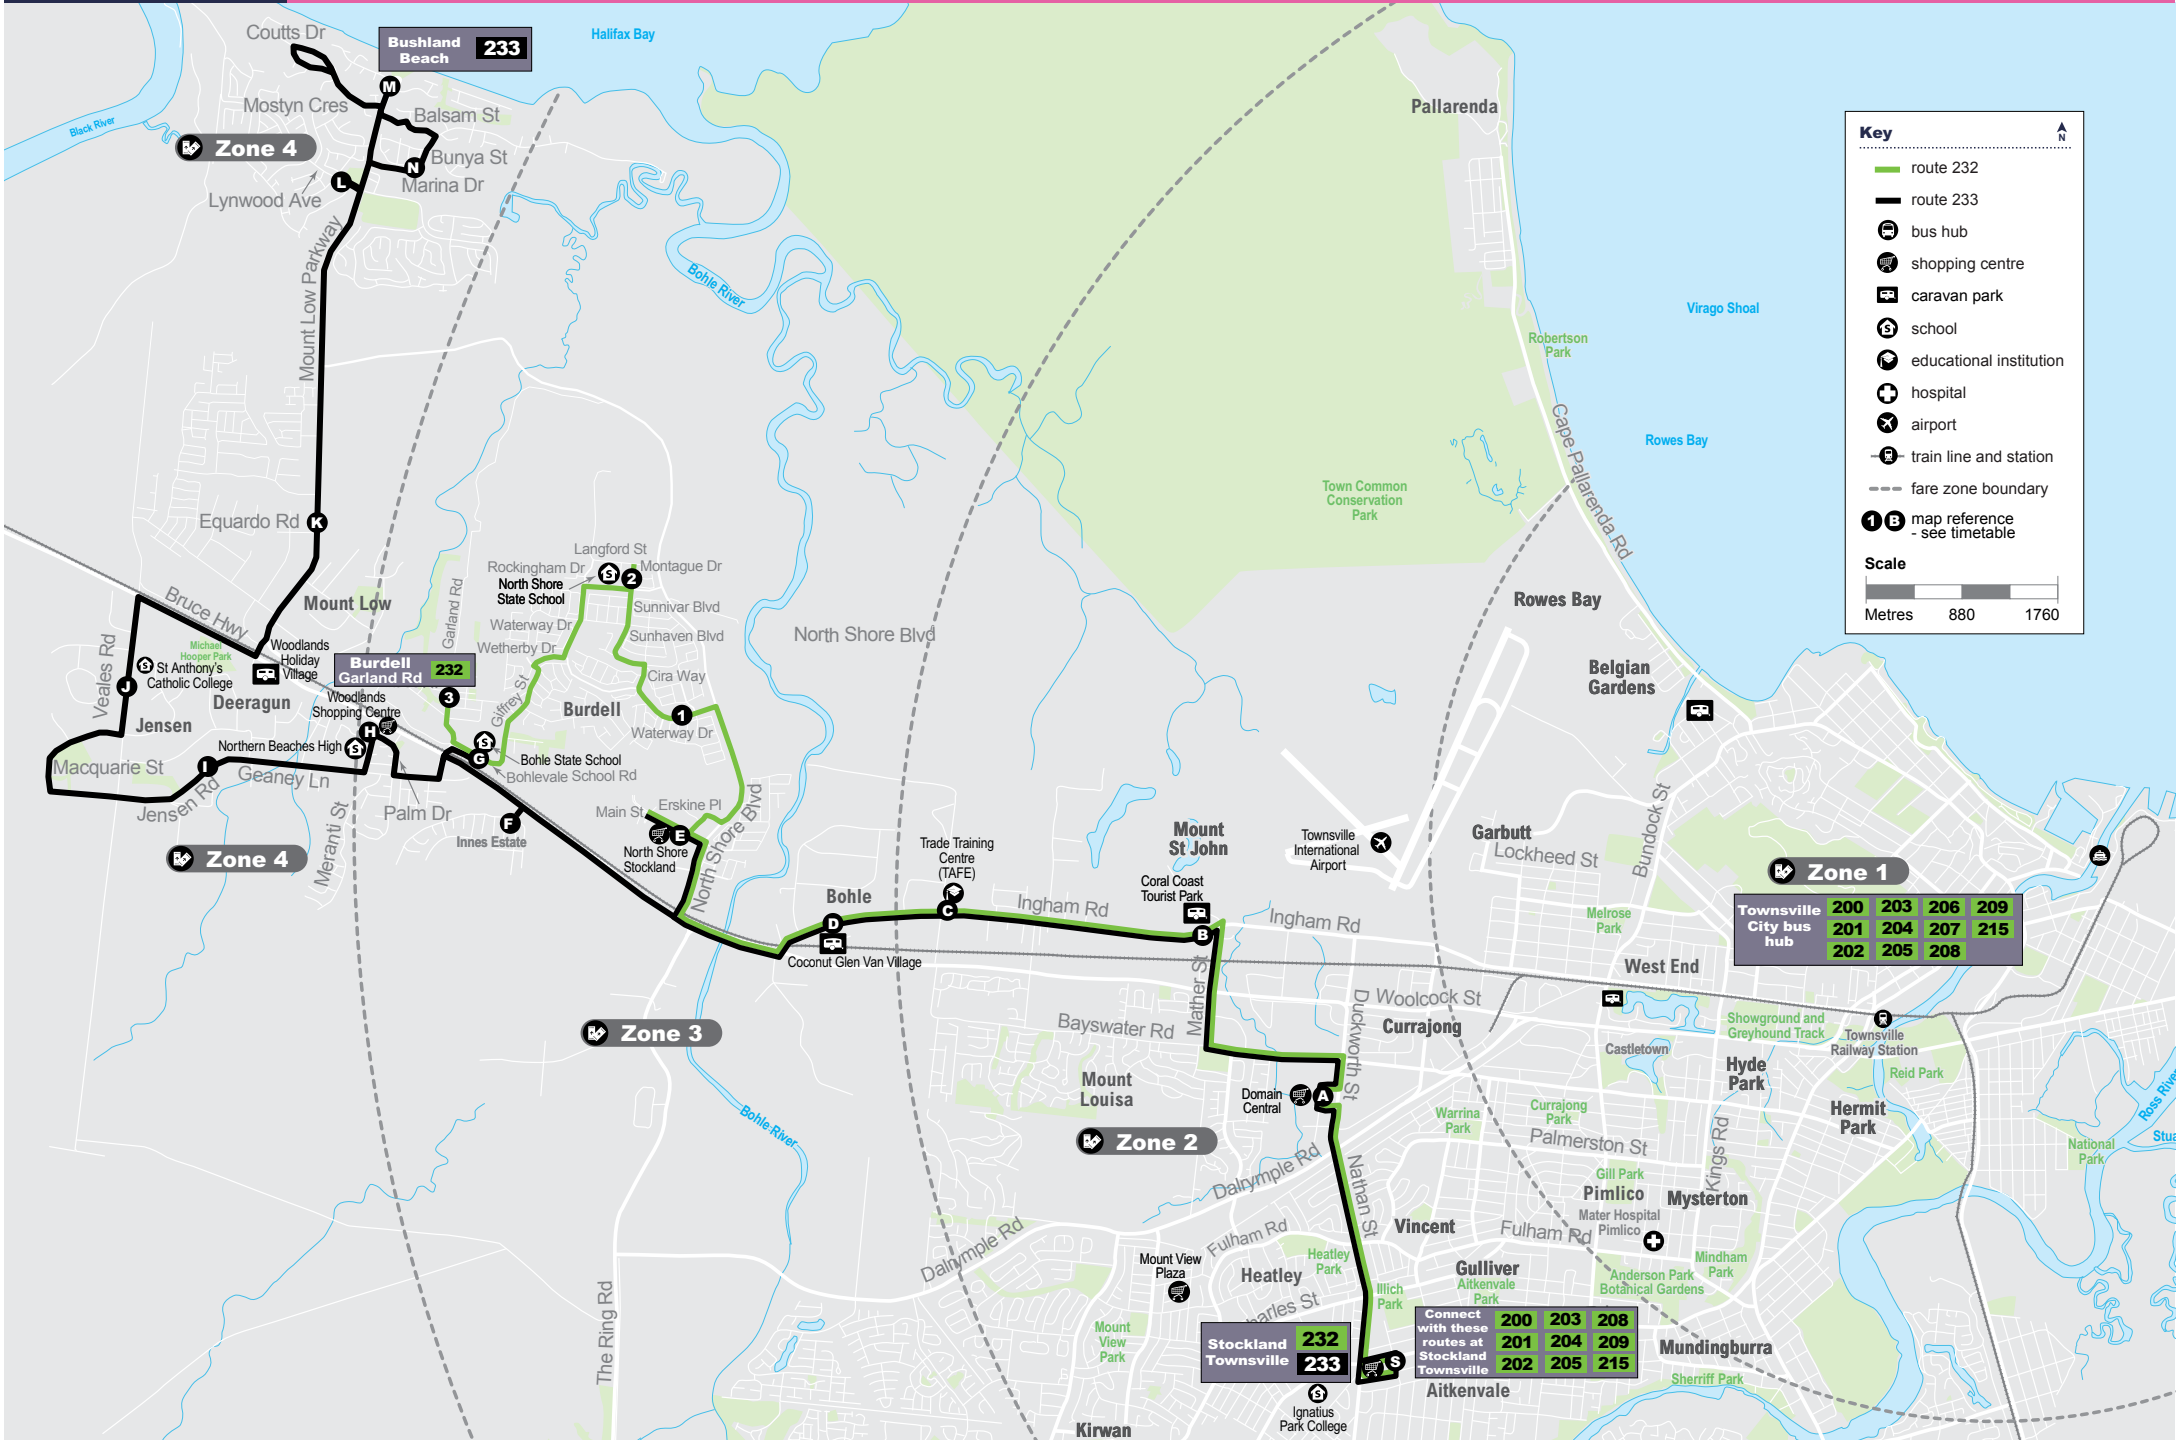 Coutts Dr
Bushland
Beach
233
Halifax Bay
M
Mostyn Cres
Balsam St
Black River
Zone 4
Bunya St
N
L
Marina Dr
Lynwood Ave
Mount Low Parkway
Bohle River
Pallarenda
Virago Shoal
Robertson
Park
Cape Pallarenda Rd
Rowes Bay
Town Common
Conservation
Park
Key
N
route 232
route 233
bus hub
shopping centre
caravan park
school
educational institution
hospital
airport
train line and station
fare zone boundary
1 B map reference
- see timetable
Scale
Metres 880 1760
Equardo Rd
K
Bruce Hwy
Mount Low
Garland Rd
Langford St
Rockingham Dr
Montague Dr
North Shore
State School
2
Sunnivar Blvd
Waterway Dr
Sunhaven Blvd
Wetherby Dr
Cira Way
North Shore Blvd
Rowes Bay
Belgian
Gardens
Michael
Hooper Park
Woodlands
Holiday
Village
Veales Rd
St Anthony's
Catholic College
J
Deeragun
Jensen
Burdell
Garland Rd
232
3
Woodlands
Shopping Centre
H
Giffrey St
Burdell
1
Waterway Dr
Northern Beaches High
Bohle State School
G
Bohlevale School Rd
Macquarie St
I
Geaney Ln
Jensen Rd
Palm Dr
Meranti St
F
Innes Estate
Main St
Erskine Pl
E
North Shore
Stockland
North Shore Blvd
Zone 4
Trade Training
Centre
(TAFE)
Bohle
D
C
Coconut Glen Van Village
Ingham Rd
Mount
St John
Coral Coast
Tourist Park
B
Ingham Rd
Townsville
International
Airport
Garbutt
Lockheed St
Bundock St
Melrose
Park
Zone 1
Townsville
City bus
hub
200 203 206 209
201 204 207 215
202 205 208
West End
Zone 3
Bohle River
The Ring Rd
Mather St
Bayswater Rd
Duckworth St
Woolcock St
Currajong
Mount
Louisa
Domain
Central
A
Zone 2
Castletown
Showground and
Greyhound Track
Townsville
Railway Station
Hyde
Park
Reid Park
Hermit
Park
Ross River
Stua
National
Park
Warrina
Park
Currajong
Park
Palmerston St
Kings Rd
Gill Park
Pimlico
Mysterton
Mater Hospital
Pimlico
Dalrymple Rd
Nathan St
Vincent
Fulham Rd
Dalrymple Rd
Fulham Rd
Mount View
Plaza
Heatley
Heatley
Park
Illich
Park
Gulliver
Aitkenvale
Park
Mindham
Park
Anderson Park
Botanical Gardens
harles St
Mount
View
Park
Stockland
Townsville
232
233
S
Connect
with these
routes at
Stockland
Townsville
200 203 208
201 204 209
202 205 215
Mundingburra
Sherriff Park
Aitkenvale
S
Ignatius
Park College
Kirwan